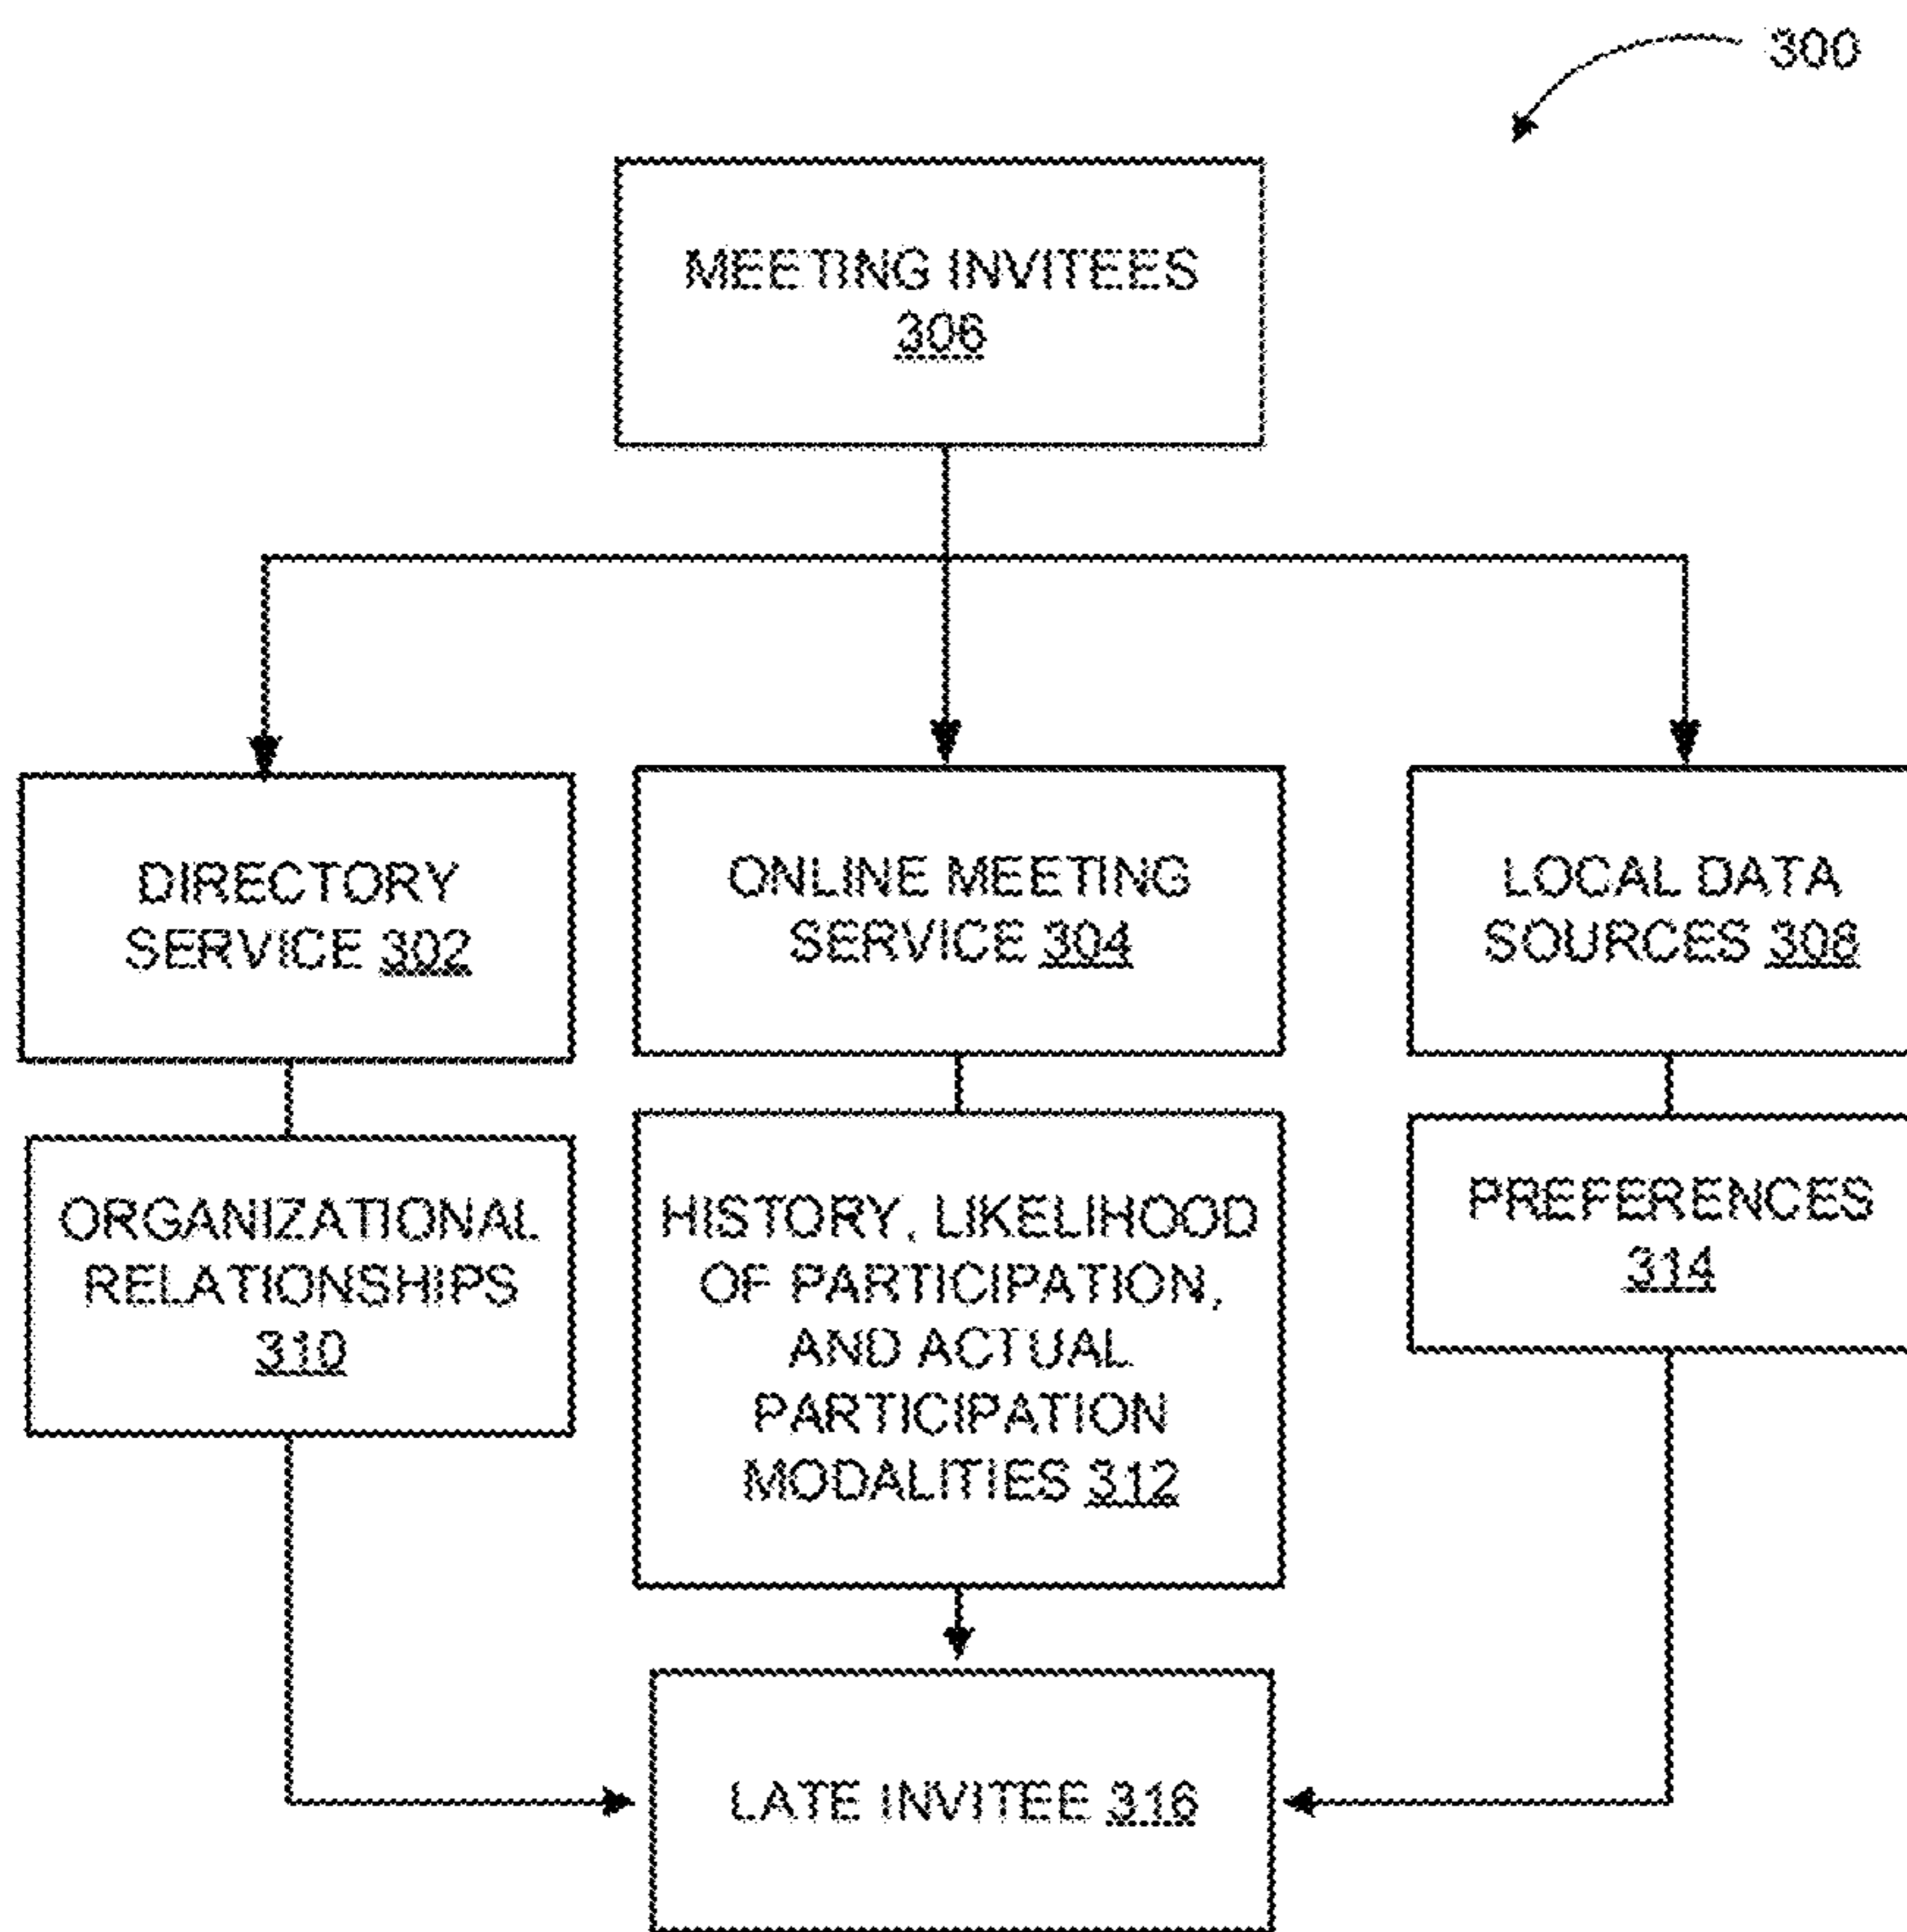 300
MEETING INVITEES
306
DIRECTORY
SERVICE 302
ONLINE MEETING
SERVICE 304
LOCAL DATA
SOURCES 308
ORGANIZATIONAL
RELATIONSHIPS
310
HISTORY, LIKELIHOOD
OF PARTICIPATION,
AND ACTUAL
PARTICIPATION
MODALITIES 312
PREFERENCES
314
LATE INVITEE 316